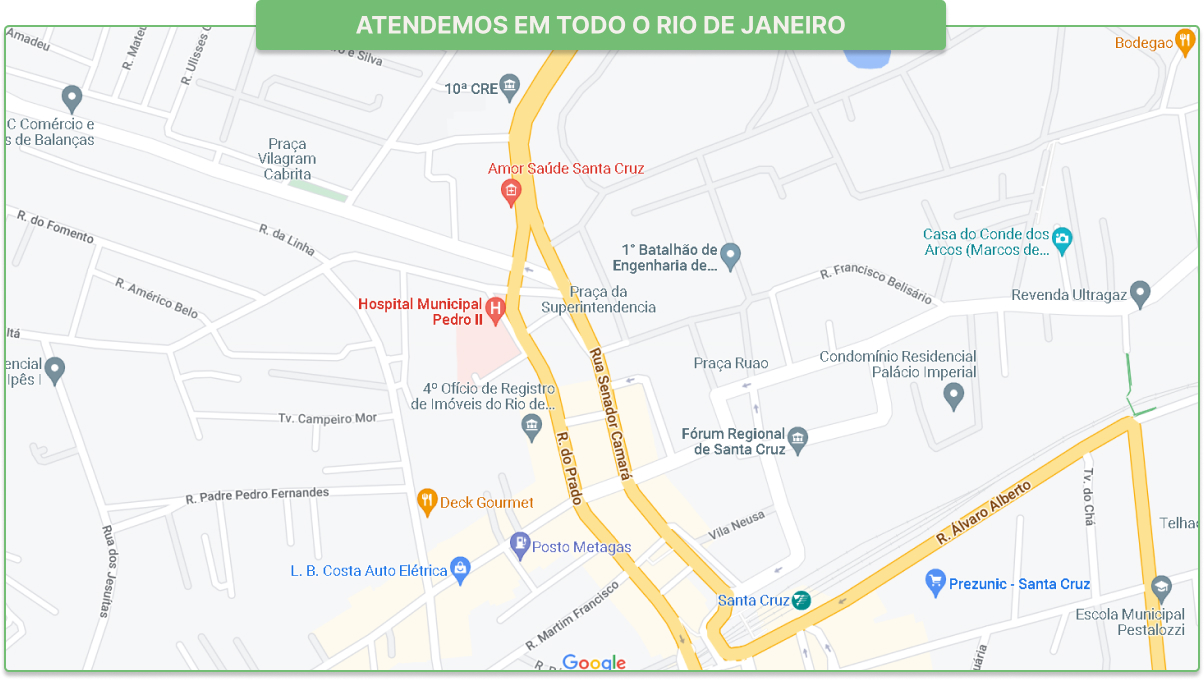 ATENDEMOS EM TODO O RIO DE JANEIRO
Amadeu
R. Mateu
R. Ulisses C
o e Silva
Bodegao
10ª CRE
C Comércio e
s de Balanças
Praça
Vilagram
Cabrita
Amor Saúde Santa Cruz
R. do Fomento
R. da Linha
1° Batalhão de
Engenharia de...
Casa do Conde dos
Arcos (Marcos de...
R. Francisco Belisário
Revenda Ultragaz
R. Américo Belo
Praça da
Superintendencia
Hospital Municipal
Pedro II
Itá
encial
Ipês I
Rua Senador Camará
Praça Ruao
Condomínio Residencial
Palácio Imperial
4º Ofício de Registro
de Imóveis do Rio de...
Tv. Campeiro Mor
R. do Prado
Fórum Regional
de Santa Cruz
R. Padre Pedro Fernandes
Deck Gourmet
R. Álvaro Alberto
Tv. do Chá
Rua dos Jesuítas
Vila Neusa
Telha
Posto Metagas
L. B. Costa Auto Elétrica
Prezunic - Santa Cruz
Santa Cruz
R. Martim Francisco
Escola Municipal
Pestalozzi
uária
Google